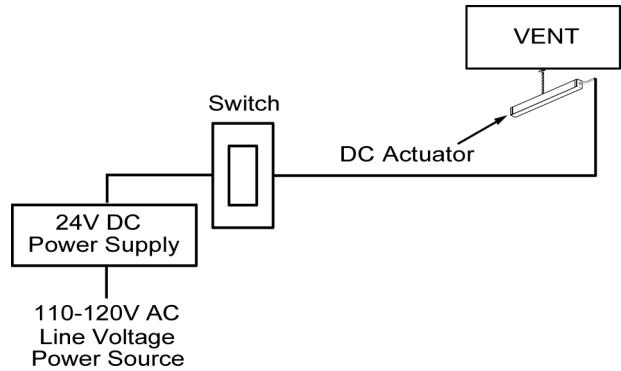 VENT
Switch
DC Actuator
24V DC
Power Supply
110-120V AC
Line Voltage
Power Source